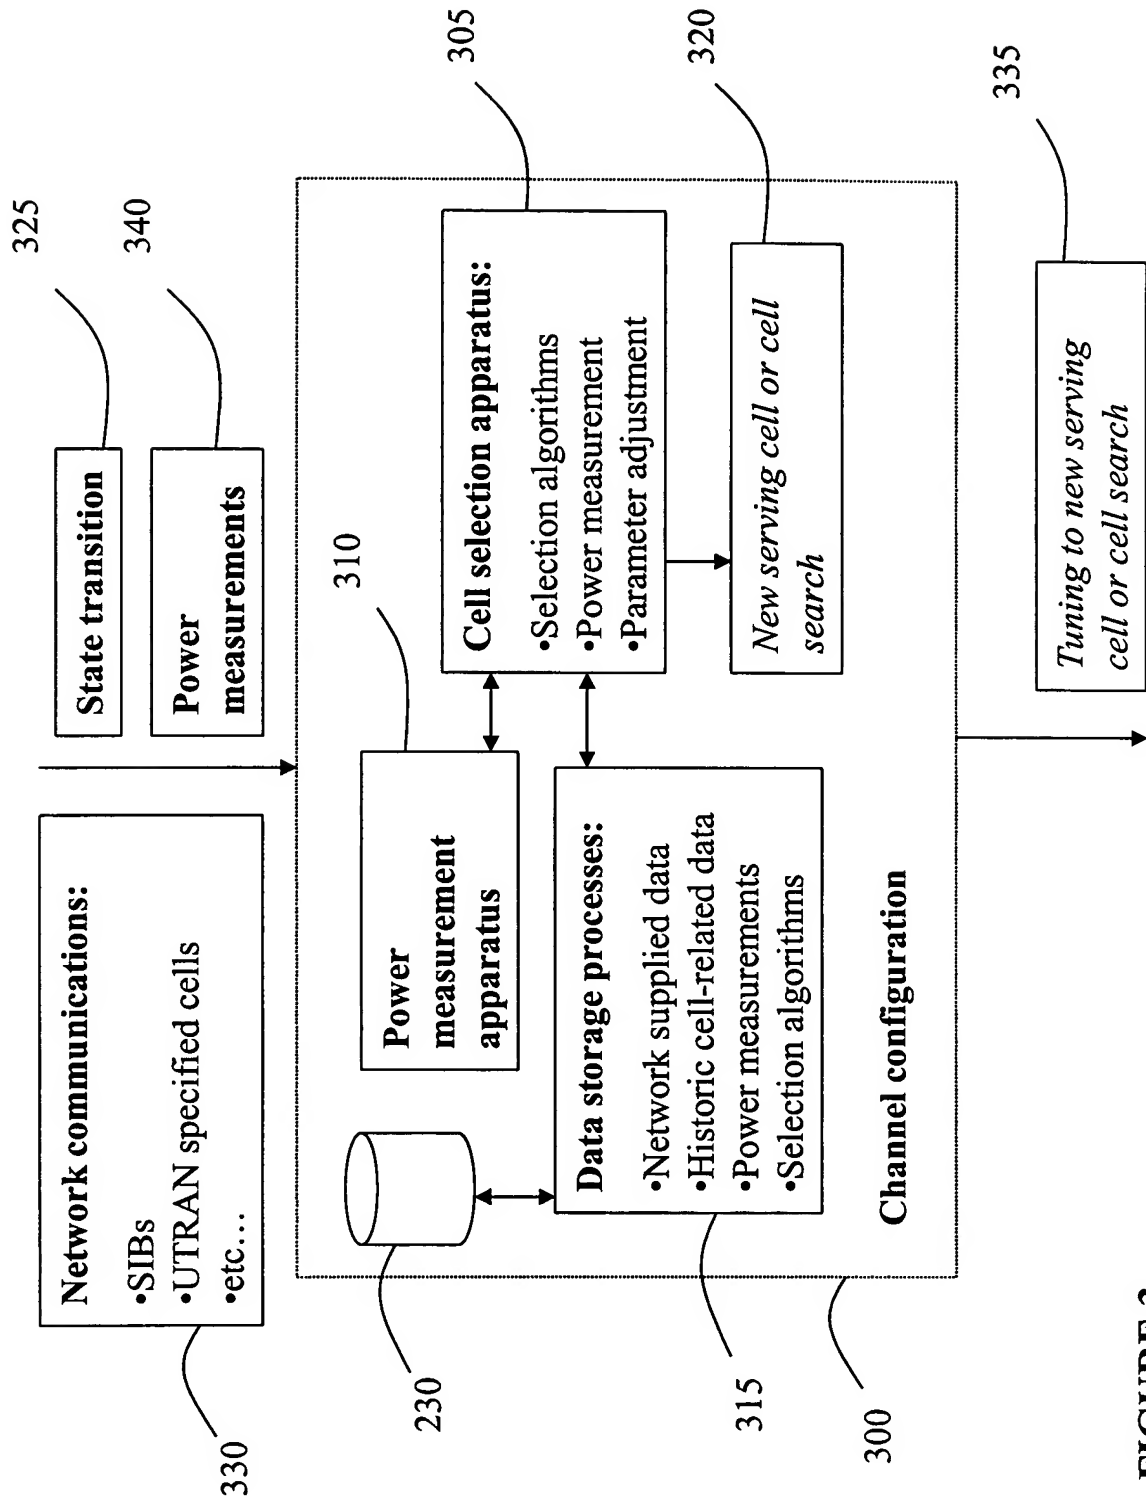 Network communications:
•SIBs
•UTRAN specified cells
•etc…
330
State transition
325
Power
measurements
340
230
Power
measurement
apparatus
310
Cell selection apparatus:
•Selection algorithms
•Power measurement
•Parameter adjustment
305
Data storage processes:
•Network supplied data
•Historic cell-related data
•Power measurements
•Selection algorithms
315
New serving cell or cell
search
320
Channel configuration
300
Tuning to new serving
cell or cell search
335
FIGURE